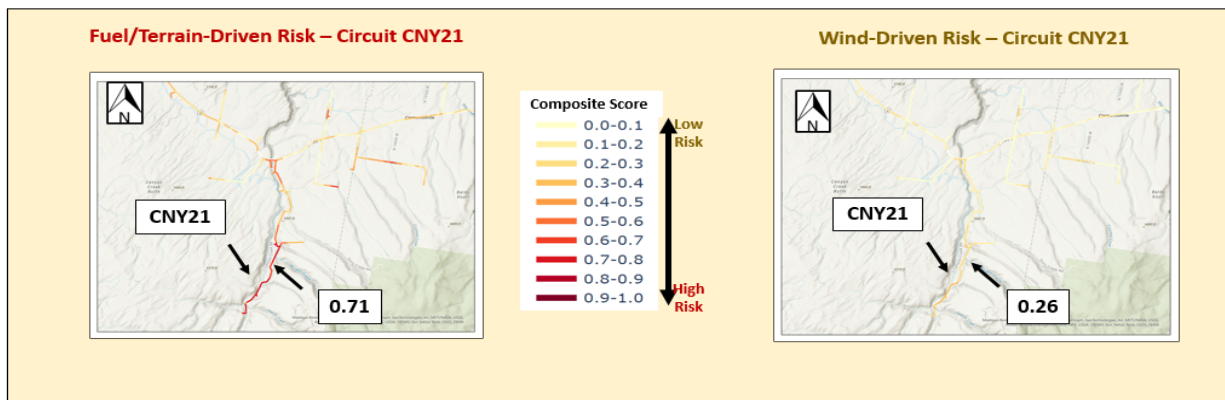 Fuel/Terrain-Driven Risk – Circuit CNY21
Wind-Driven Risk – Circuit CNY21
N
CNY21
0.71
Composite Score
0.0-0.1
0.1-0.2
0.2-0.3
0.3-0.4
0.4-0.5
0.5-0.6
0.6-0.7
0.7-0.8
0.8-0.9
0.9-1.0
Low
Risk
High
Risk
N
CNY21
0.26